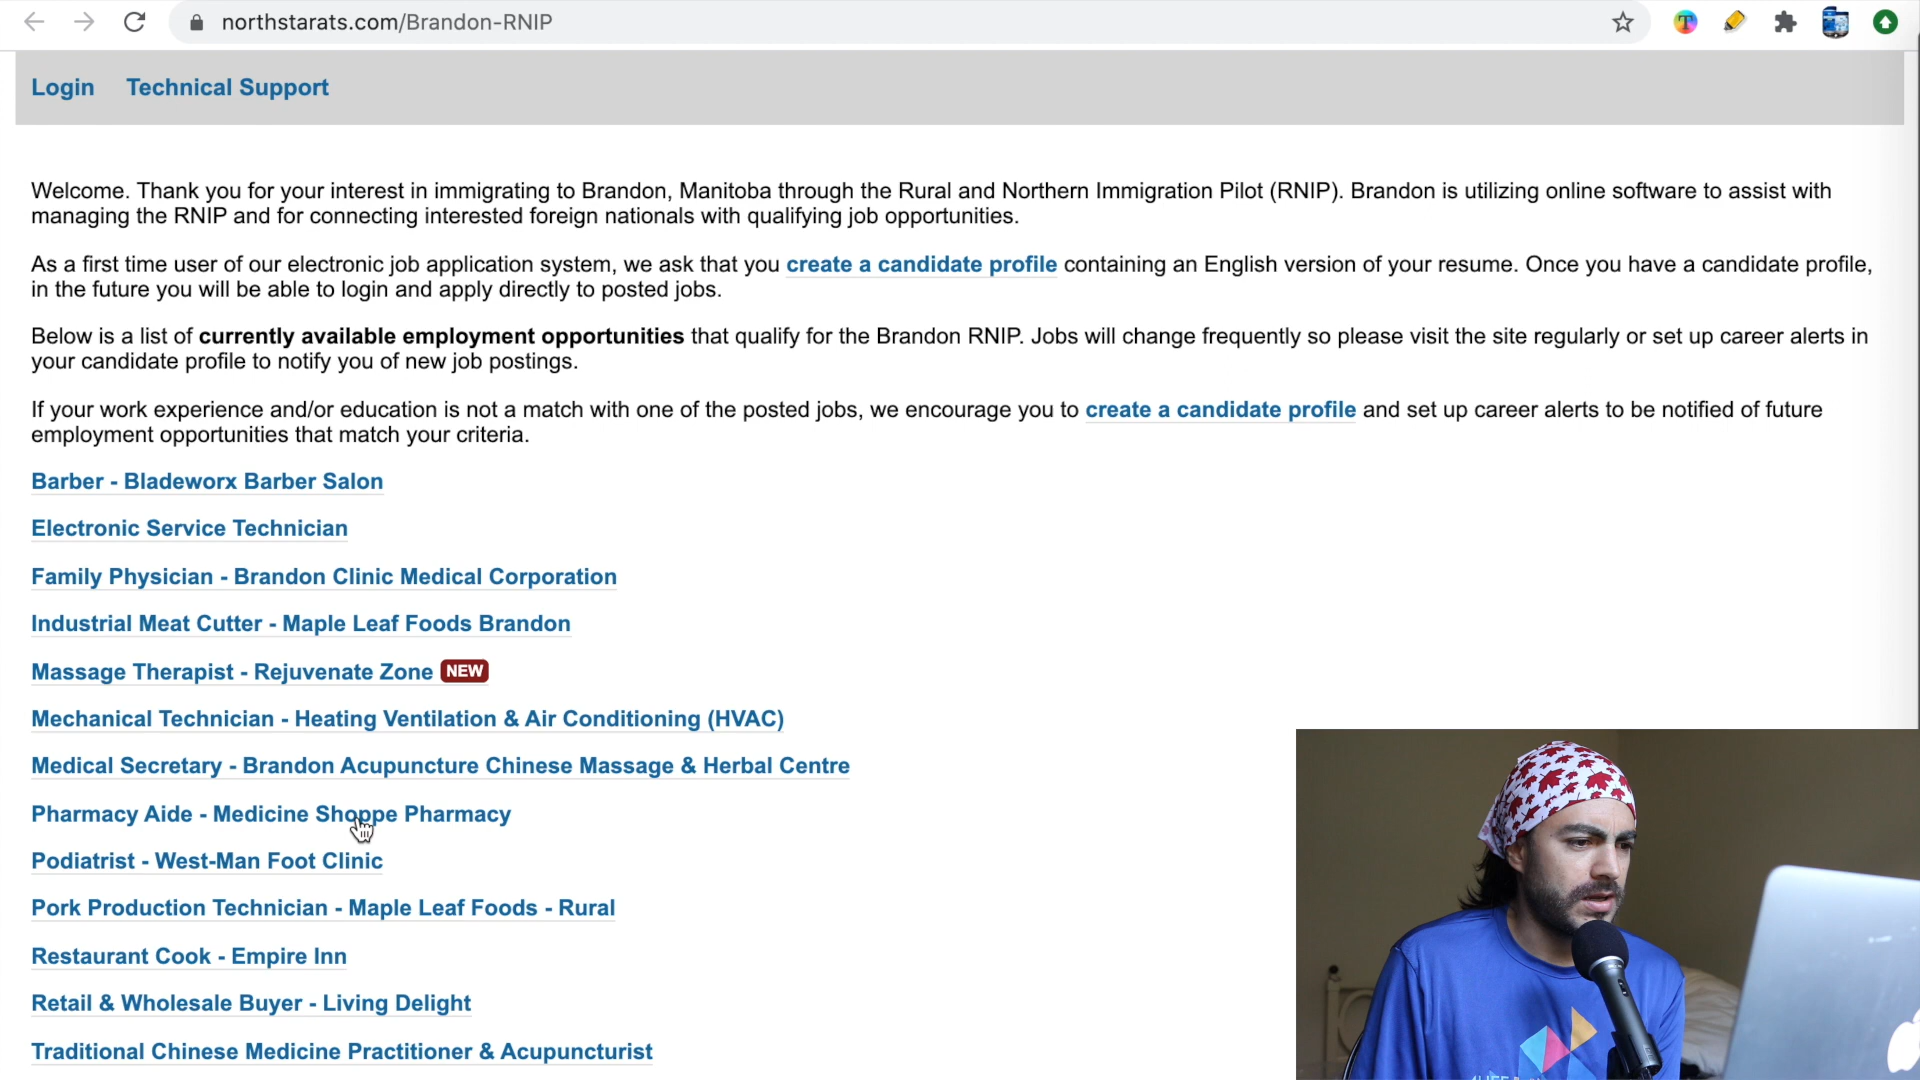 northstarats.com/Brandon-RNIP
Login Technical Support
Welcome. Thank you for your interest in immigrating to Brandon, Manitoba through the Rural and Northern Immigration Pilot (RNIP). Brandon is utilizing online software to assist with
managing the RNIP and for connecting interested foreign nationals with qualifying job opportunities.
As a first time user of our electronic job application system, we ask that you create a candidate profile containing an English version of your resume. Once you have a candidate profile,
in the future you will be able to login and apply directly to posted jobs.
Below is a list of currently available employment opportunities that qualify for the Brandon RNIP. Jobs will change frequently so please visit the site regularly or set up career alerts in
your candidate profile to notify you of new job postings.
If your work experience and/or education is not a match with one of the posted jobs, we encourage you to create a candidate profile and set up career alerts to be notified of future
employment opportunities that match your criteria.
Barber - Bladeworx Barber Salon
Electronic Service Technician
Family Physician - Brandon Clinic Medical Corporation
Industrial Meat Cutter - Maple Leaf Foods Brandon
Massage Therapist - Rejuvenate Zone NEW
Mechanical Technician - Heating Ventilation & Air Conditioning (HVAC)
Medical Secretary - Brandon Acupuncture Chinese Massage & Herbal Centre
Pharmacy Aide - Medicine Shoppe Pharmacy
Podiatrist - West-Man Foot Clinic
Pork Production Technician - Maple Leaf Foods - Rural
Restaurant Cook - Empire Inn
Retail & Wholesale Buyer - Living Delight
Traditional Chinese Medicine Practitioner & Acupuncturist